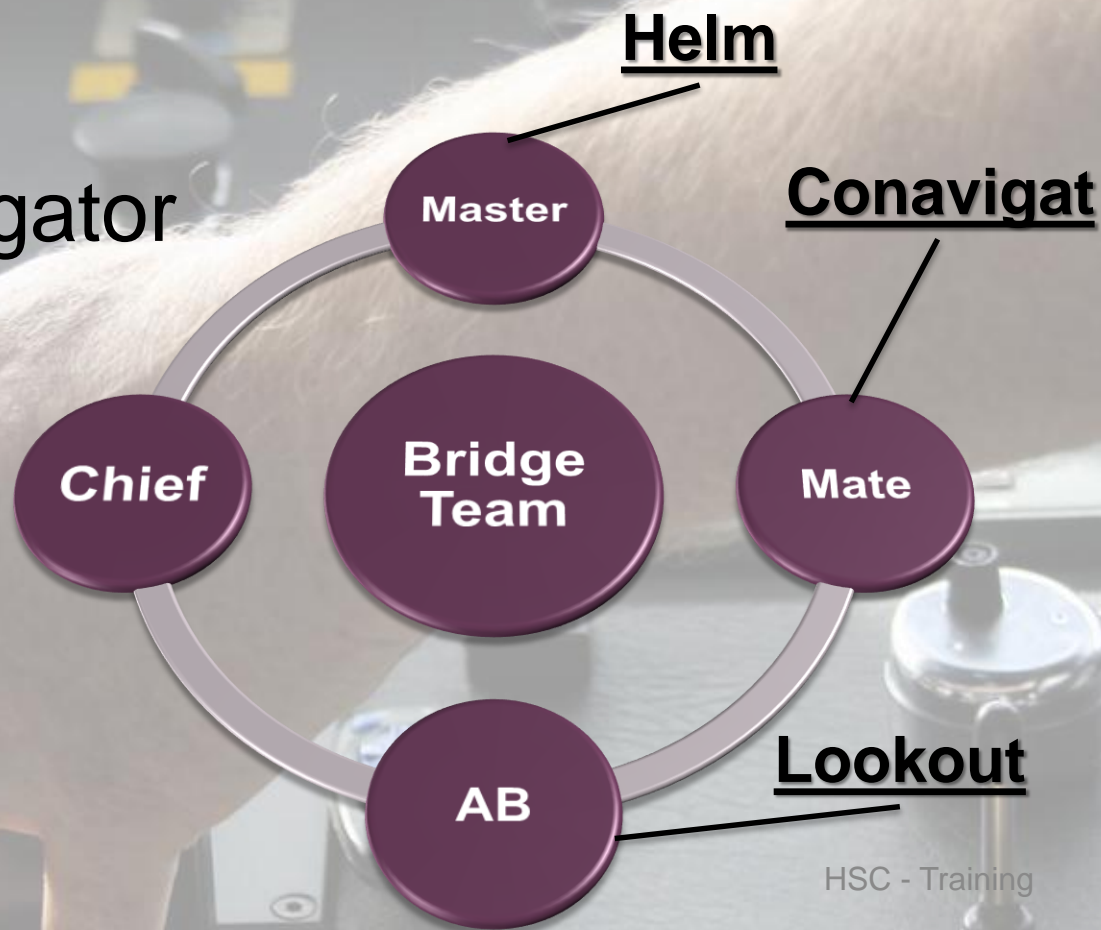 Helm
gator
Master
Conavigat
Chief
Bridge
Team
Mate
AB
Lookout
HSC - Training